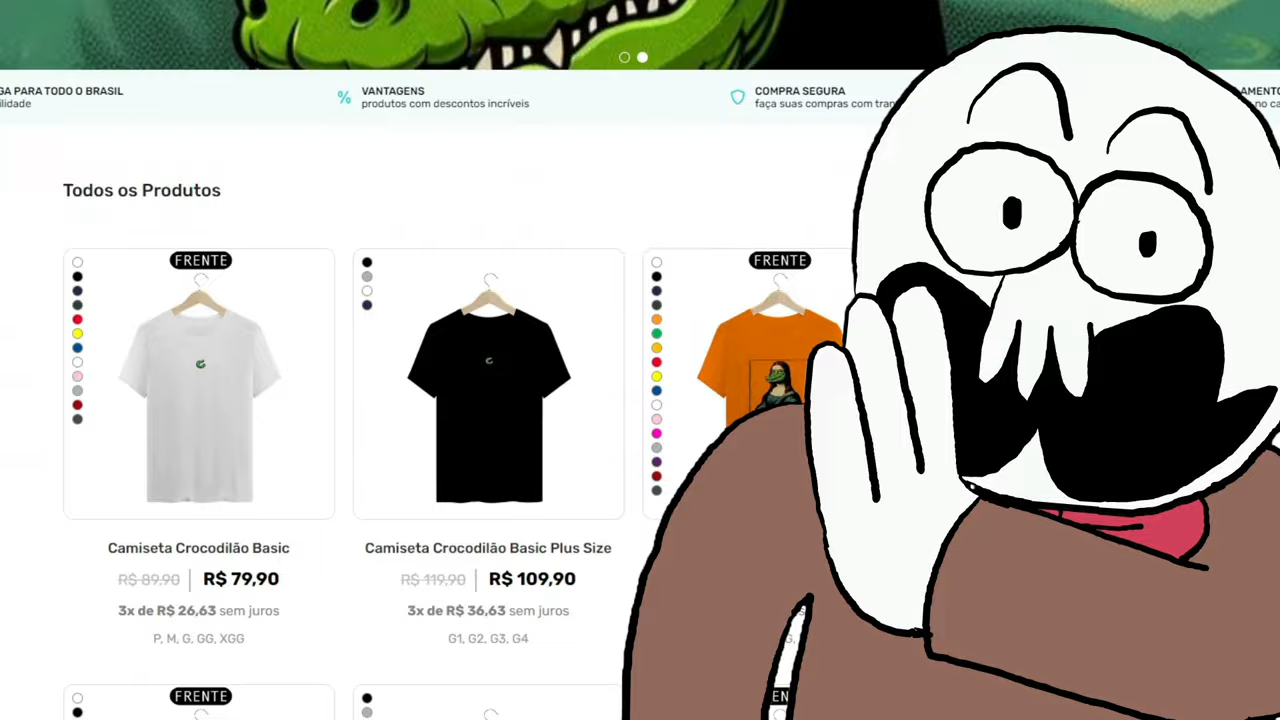 GA PARA TODO O BRASIL
ilidade
VANTAGENS
produtos com descontos incríveis
COMPRA SEGURA
faça suas compras com tran
AMENTO
no ca
Todos os Produtos
FRENTE
FRENTE
Camiseta Crocodilão Basic
R$ 89,90 R$ 79,90
3x de R$ 26,63 sem juros
P, M, G, GG, XGG
Camiseta Crocodilão Basic Plus Size
R$ 119,90 R$ 109,90
3x de R$ 36,63 sem juros
G1, G2, G3, G4
FRENTE
EN